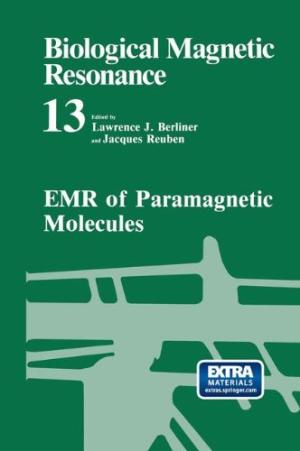 Biological Magnetic
Resonance
13
Edited by
Lawrence J. Berliner
and Jacques Reuben
EMR of Paramagnetic
Molecules
EXTRA
MATERIALS
extras.springer.com